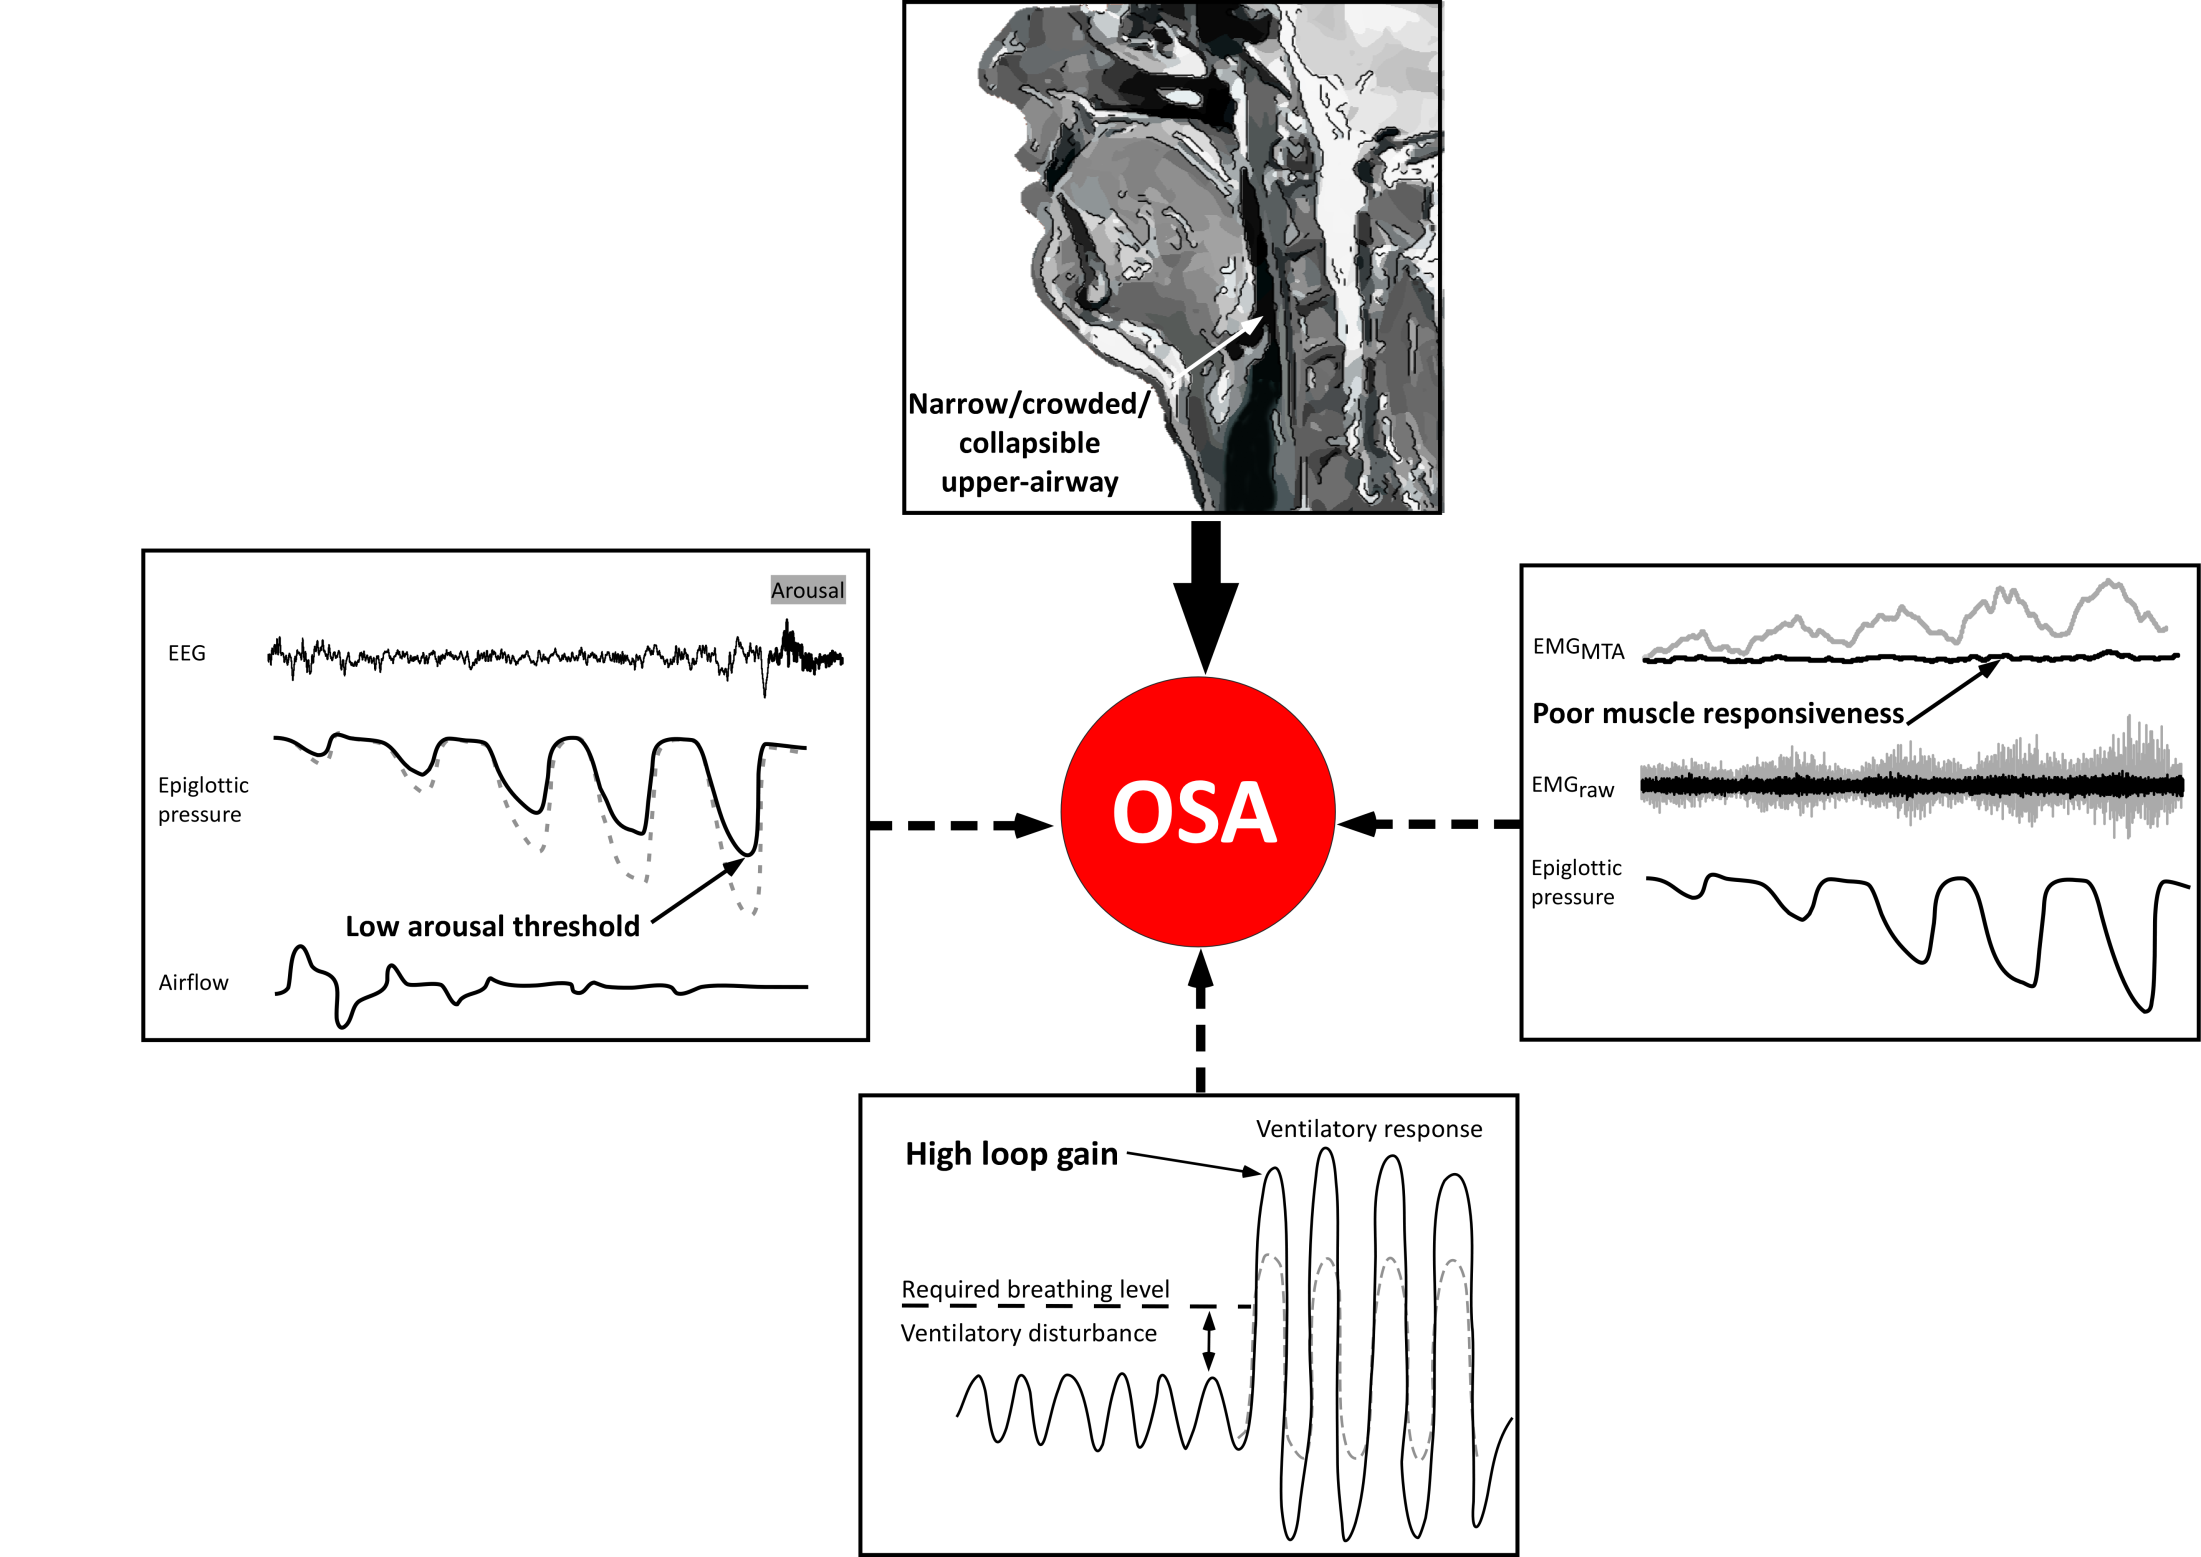 Narrow/crowded/
collapsible
upper-airway
Arousal
EEG
Epiglottic
pressure
Low arousal threshold
Airflow
OSA
EMGMTA
Poor muscle responsiveness
EMGraw
Epiglottic
pressure
Ventilatory response
High loop gain
Required breathing level
Ventilatory disturbance